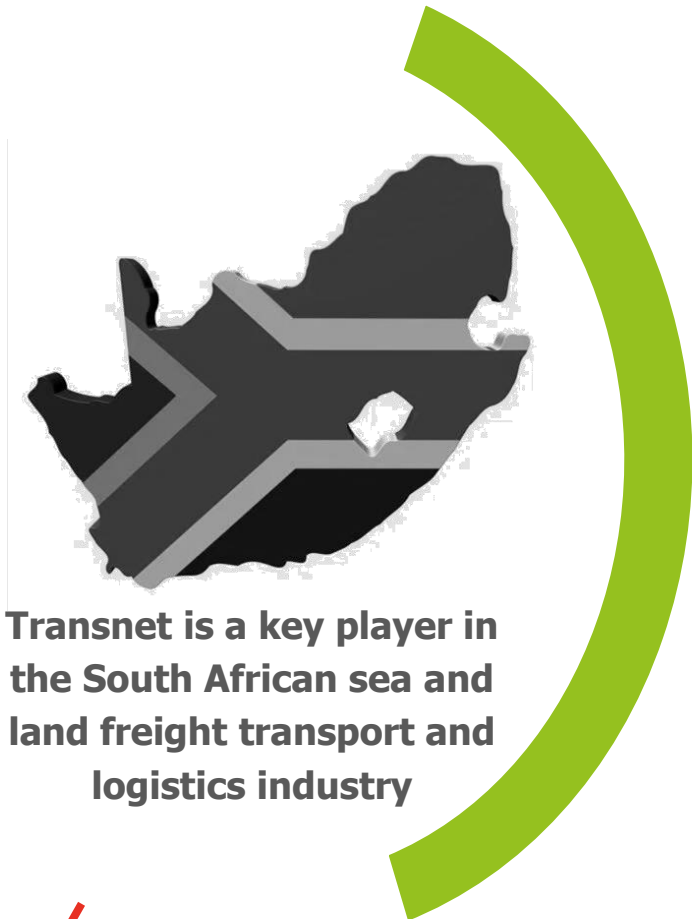 Transnet is a key player in
the South African sea and
land freight transport and
logistics industry